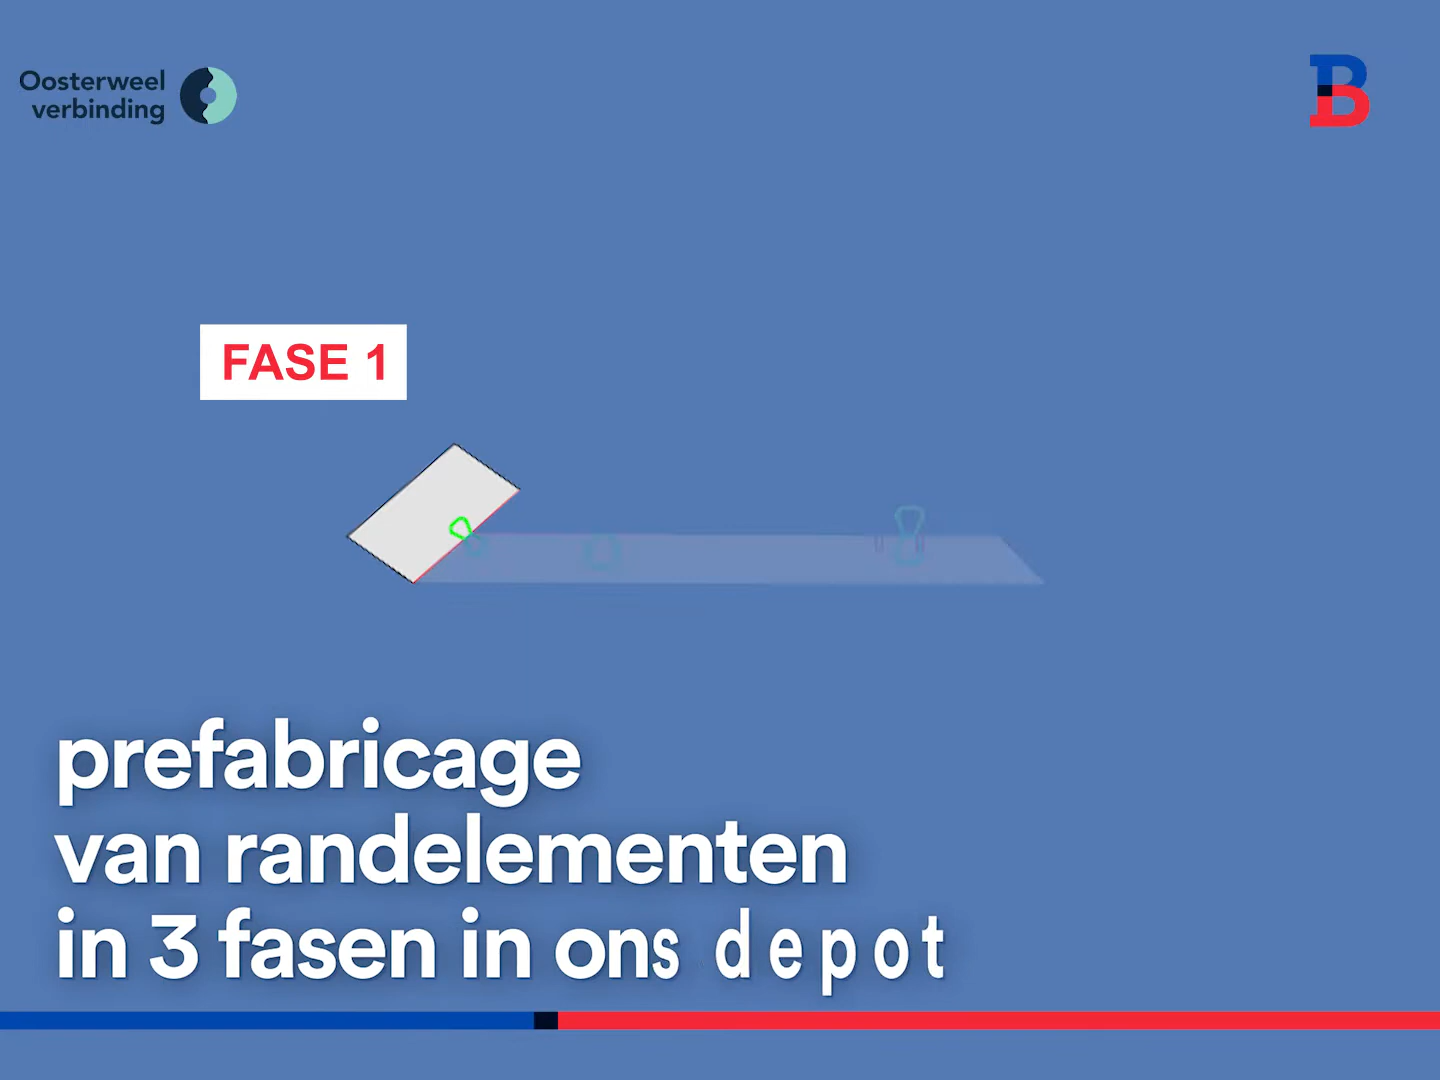 Oosterweel
verbinding
B
FASE 1
prefabricage
van randelementen
in 3 fasen in ons depot